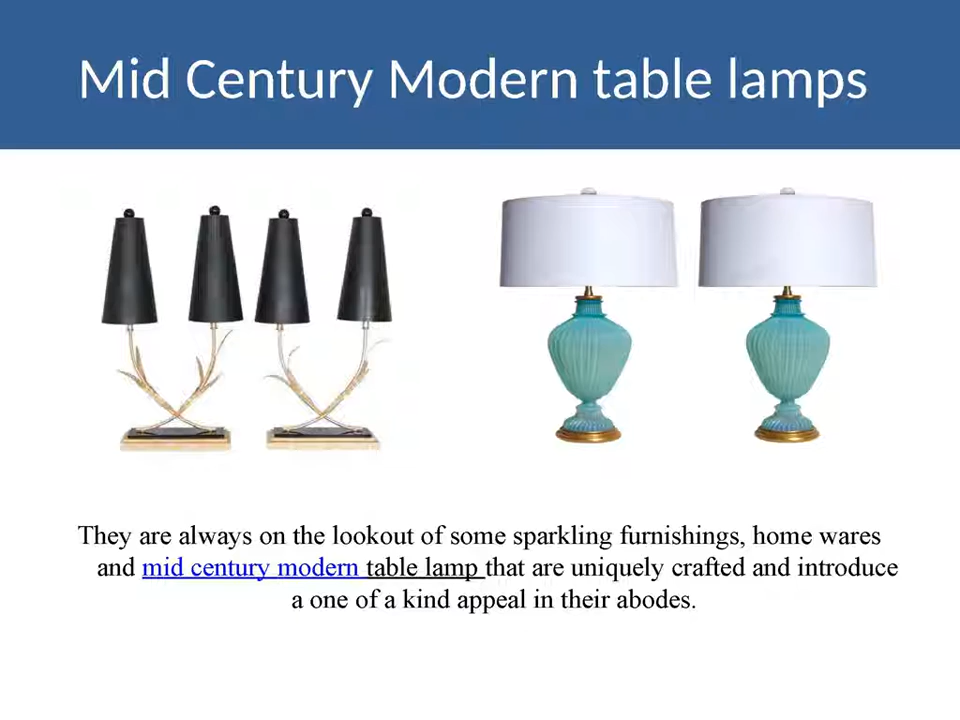 Mid Century Modern table lamps
They are always on the lookout of some sparkling furnishings, home wares
and mid century modern table lamp that are uniquely crafted and introduce
a one of a kind appeal in their abodes.